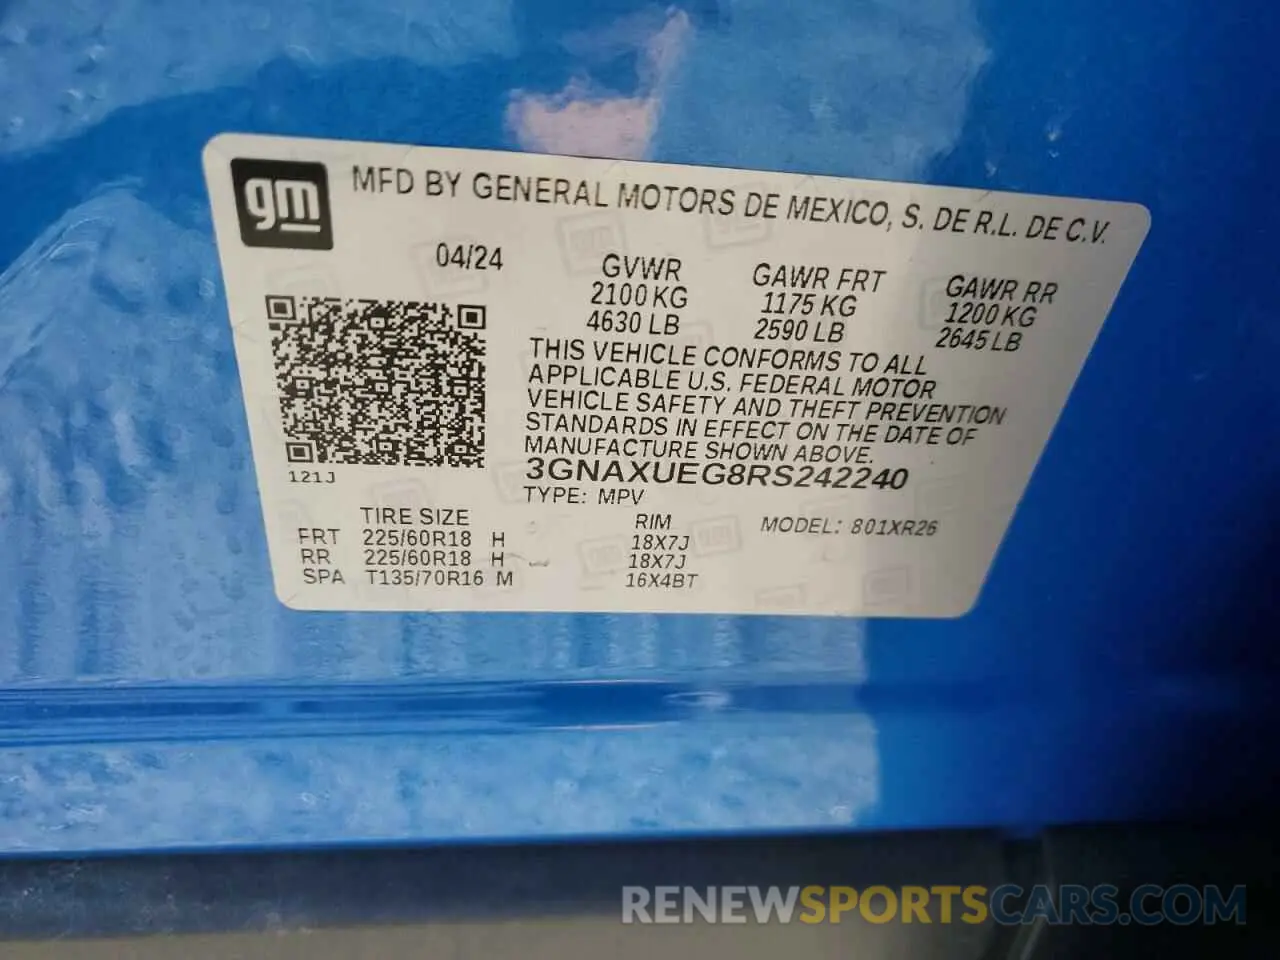 gm
MFD BY GENERAL MOTORS DE MEXICO, S. DE R.L. DE C.V.
04/24
GVWR
2100 KG
4630 LB
GAWR FRT
1175 KG
2590 LB
GAWR RR
1200 KG
2645 LB
THIS VEHICLE CONFORMS TO ALL
APPLICABLE U.S. FEDERAL MOTOR
VEHICLE SAFETY AND THEFT PREVENTION
STANDARDS IN EFFECT ON THE DATE OF
MANUFACTURE SHOWN ABOVE.
3GNAXUEG8RS242240
121J
TYPE: MPV
MODEL: 801XR26
TIRE SIZE RIM
FRT 225/60R18 H 18X7J
RR 225/60R18 H 18X7J
SPA T135/70R16 M 16X4BT
RENEWSPORTSCARS.COM